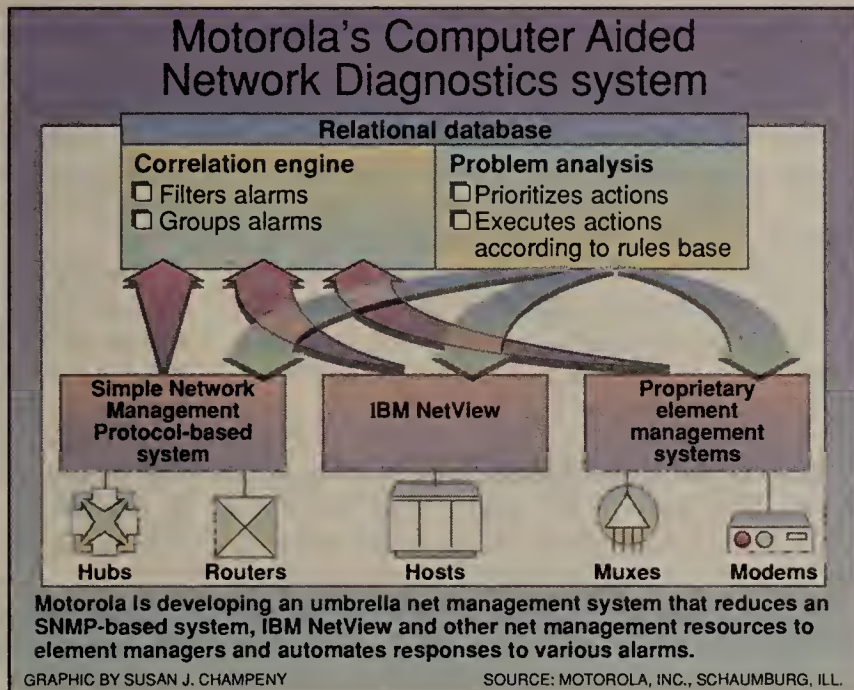 Motorola's Computer Aided
Network Diagnostics system
Relational database
Correlation engine
Filters alarms
Groups alarms
Problem analysis
Prioritizes actions
Executes actions
according to rules base
Simple Network
Management
Protocol-based
system
IBM NetView
Proprietary
element
management
systems
Hubs
Routers
Hosts
Muxes
Modems
Motorola is developing an umbrella net management system that reduces an
SNMP-based system, IBM NetView and other net management resources to
element managers and automates responses to various alarms.
GRAPHIC BY SUSAN J. CHAMPENY
SOURCE: MOTOROLA, INC., SCHAUMBURG, ILL.